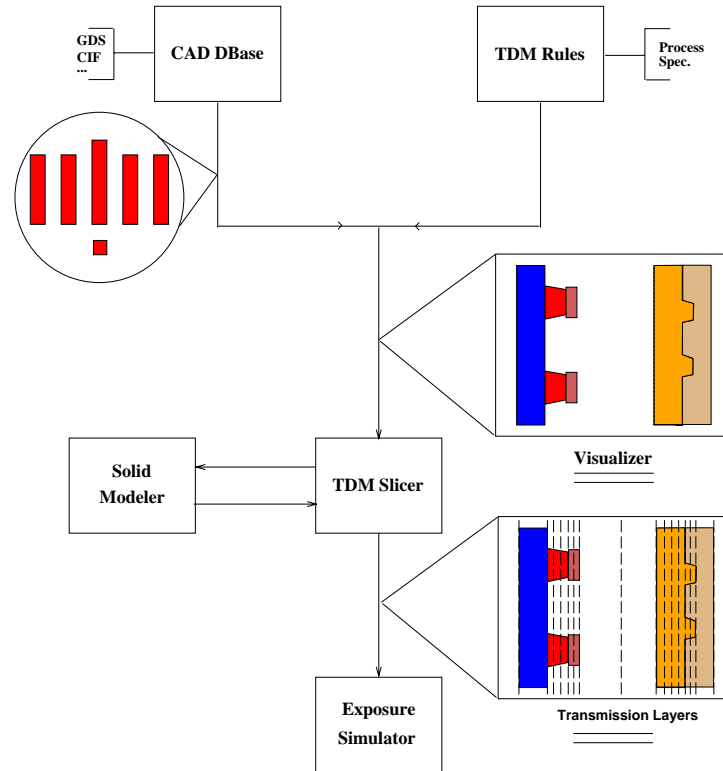 GDS
CIF
...
CAD DBase
TDM Rules
Process
Spec.
Visualizer
Solid
Modeler
TDM Slicer
Transmission Layers
Exposure
Simulator